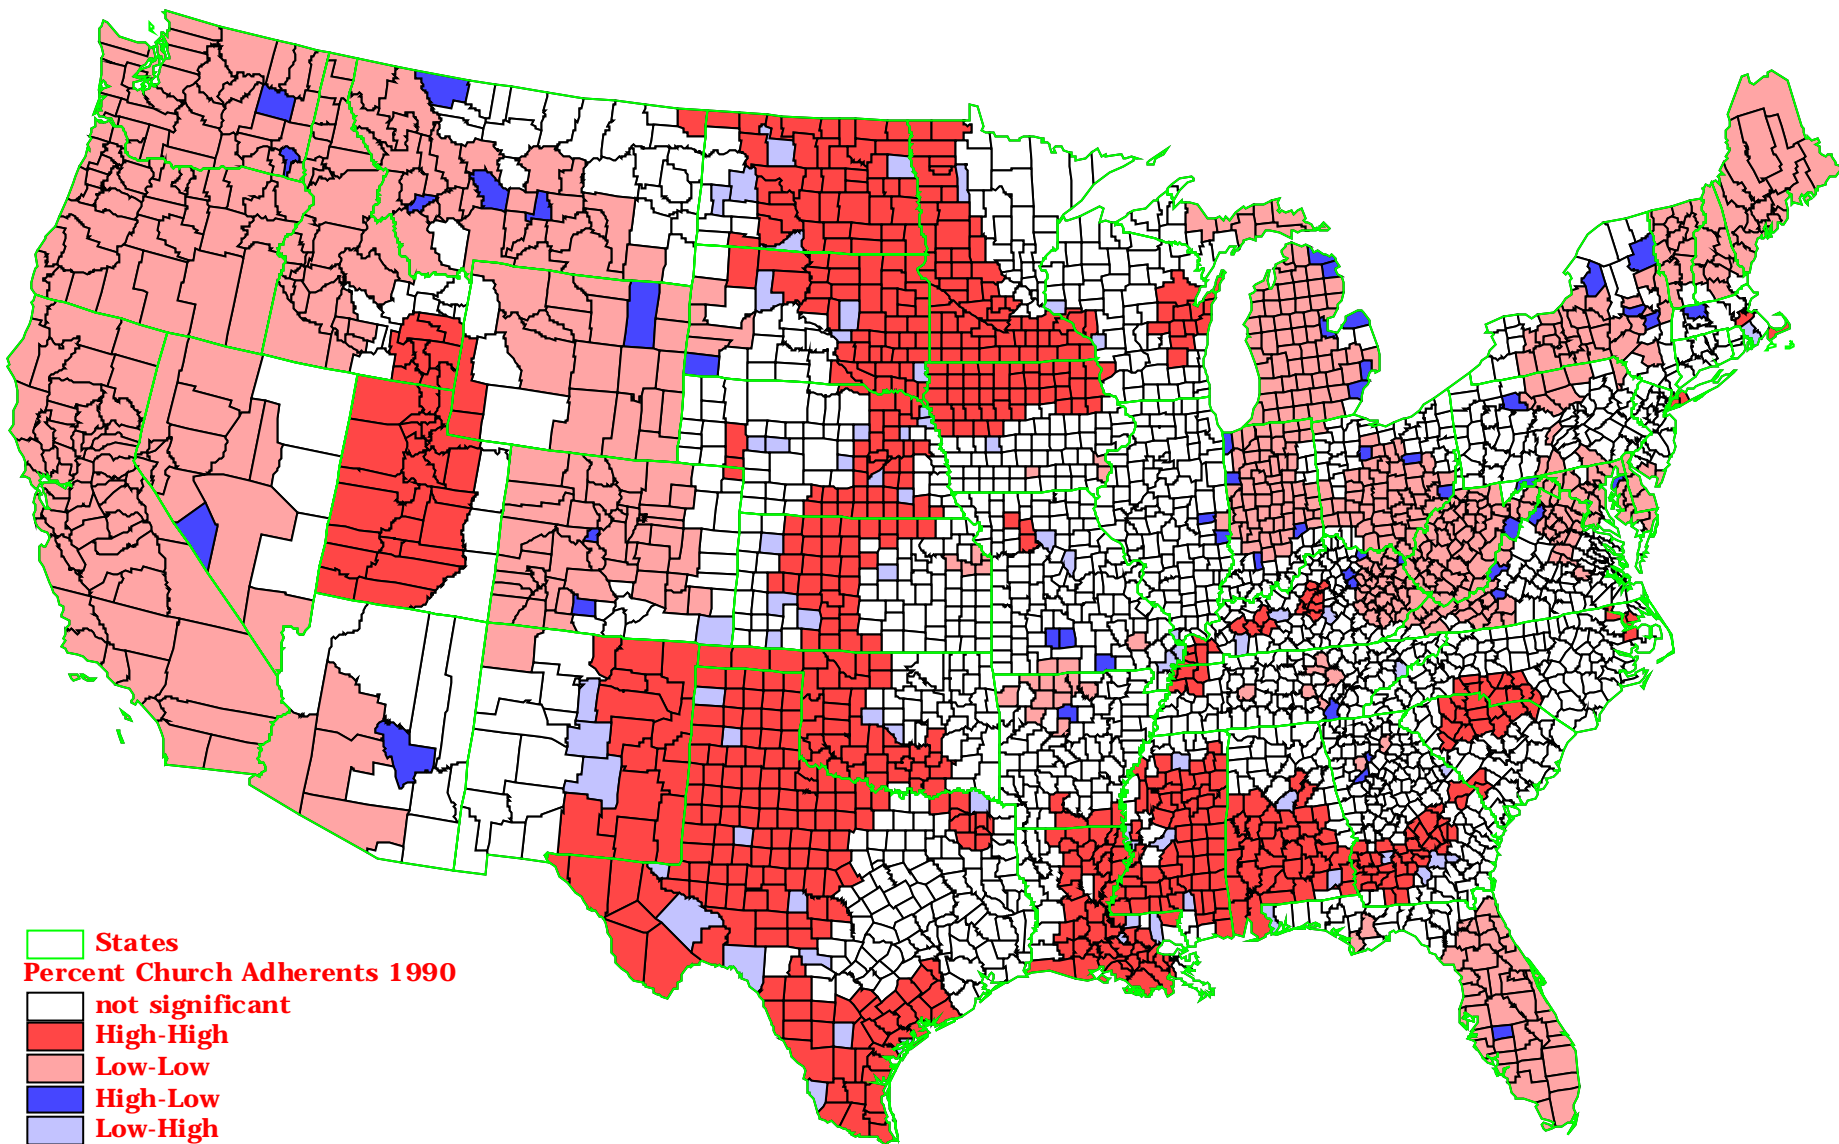 States
Percent Church Adherents 1990
not significant
High-High
Low-Low
High-Low
Low-High